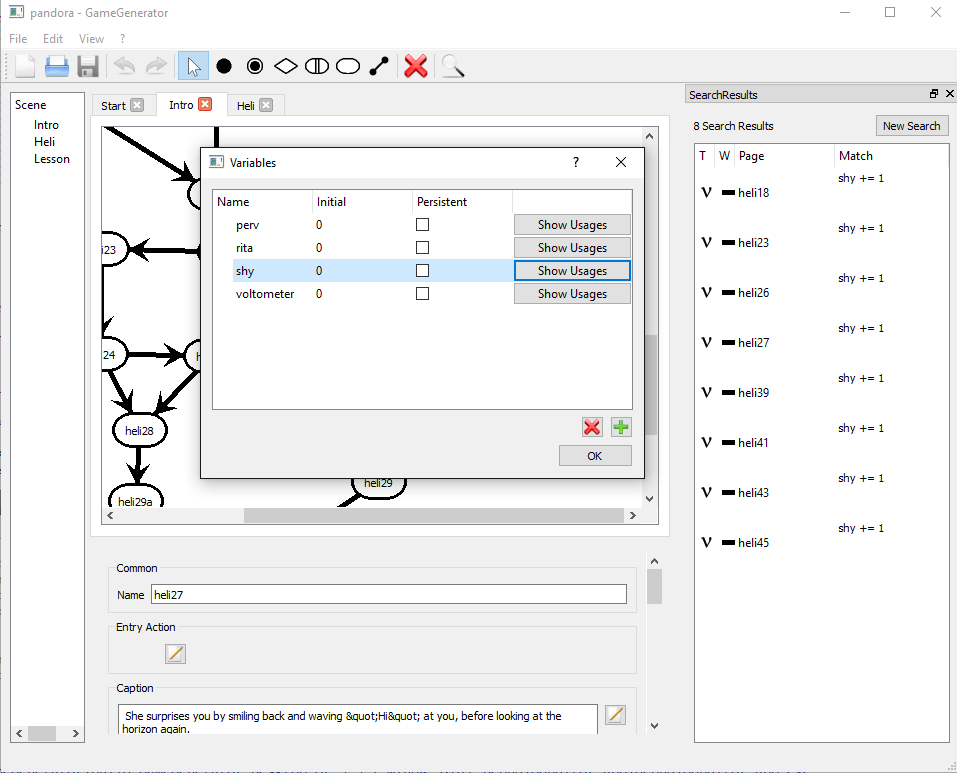 pandora - GameGenerator
File Edit View ?
Scene
Intro
Heli
Lesson
Start Intro Heli
i23
24
h
heli28
heli29a
heli29
Variables ?
Name Initial Persistent
perv 0 Show Usages
rita 0 Show Usages
shy 0 Show Usages
voltometer 0 Show Usages
OK
Common
Name heli27
Entry Action
Caption
She surprises you by smiling back and waving &quot;Hi&quot; at you, before looking at the
horizon again.
SearchResults
8 Search Results New Search
T W Page Match
shy += 1
V heli18
shy += 1
V heli23
shy += 1
V heli26
shy += 1
V heli27
shy += 1
V heli39
shy += 1
V heli41
shy += 1
V heli43
shy += 1
V heli45